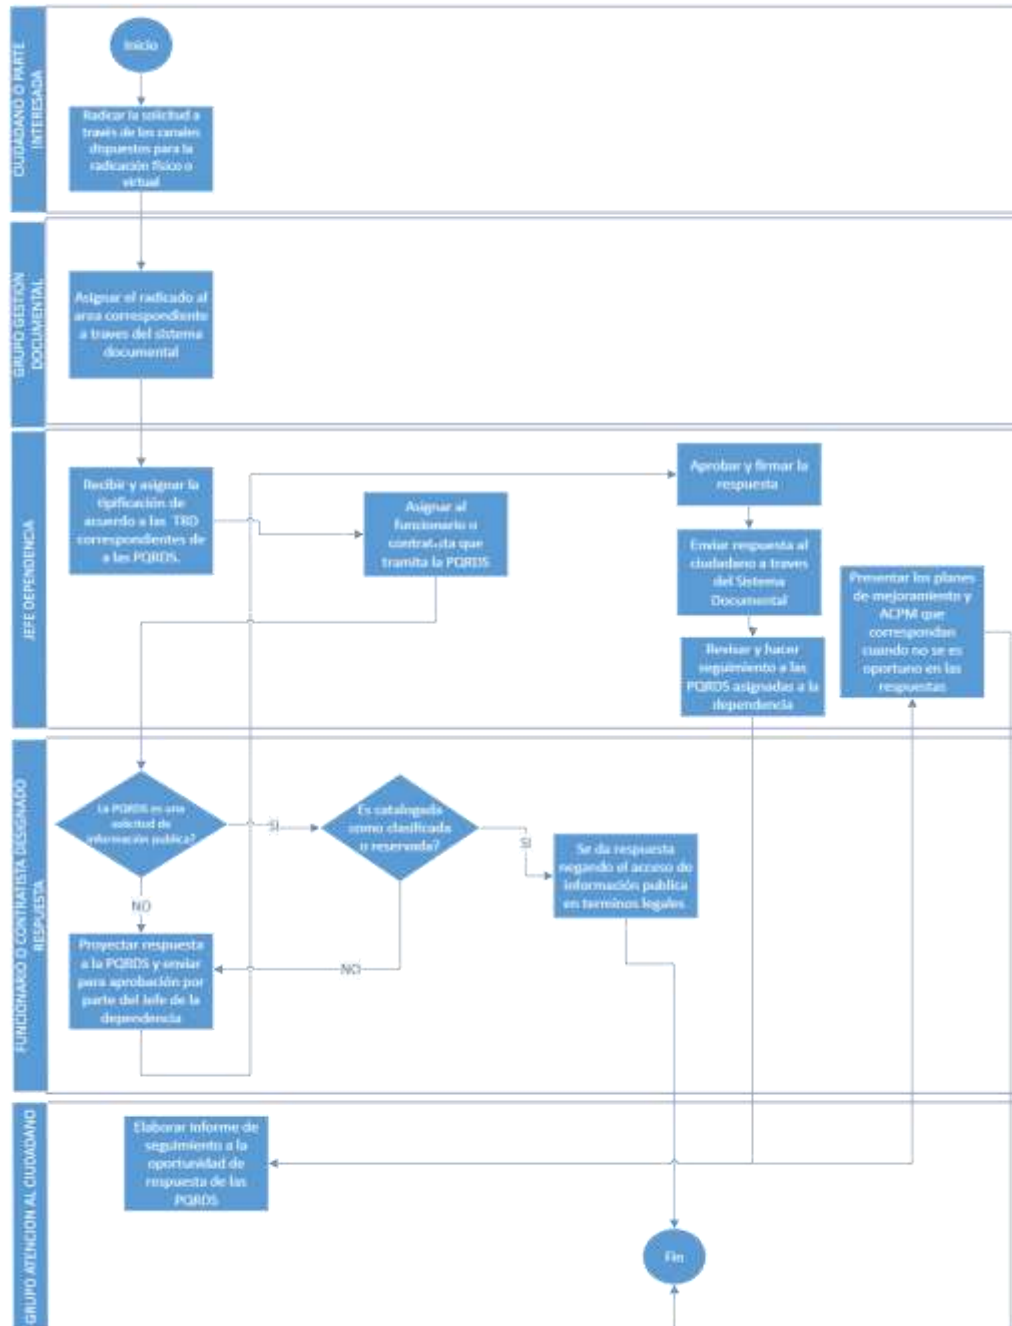 CIUDADANO O PARTE
INTERESADA
Inicio
Radicar la solicitud a
través de los canales
dispuestos para la
radicación físico o
virtual
GRUPO GESTIÓN
DOCUMENTAL
Asignar el radicado al
area correspondiente
a traves del sistema
documental
JEFE DEPENDENCIA
Recibir y asignar la
tipificación de
acuerdo a las TRD
correspondientes de
a las PQRDS.
Asignar al
funcionario o
contratista que
tramita la PQRDS
Aprobar y firmar la
respuesta
Enviar respuesta al
ciudadano a traves
del Sistema
Documental
Revisar y hacer
seguimiento a las
PQRDS asignadas a la
dependencia
Presentar los planes
de mejoramiento y
ACPM que
correspondan
cuando no se es
oportuno en las
respuestas
FUNCIONARIO O CONTRATISTA DESIGNADO
RESPUESTA
La PQRDS es una
solicitud de
información publica?
SI
Es catalogada
como clasificada
o reservada?
SI
Se da respuesta
negando el acceso de
información publica
en terminos legales
NO
NO
Proyectar respuesta
a la PQRDS y enviar
para aprobación por
parte del Jefe de la
dependencia
GRUPO ATENCION AL CIUDADANO
Elaborar informe de
seguimiento a la
oportunidad de
respuesta de las
PQRDS
Fin